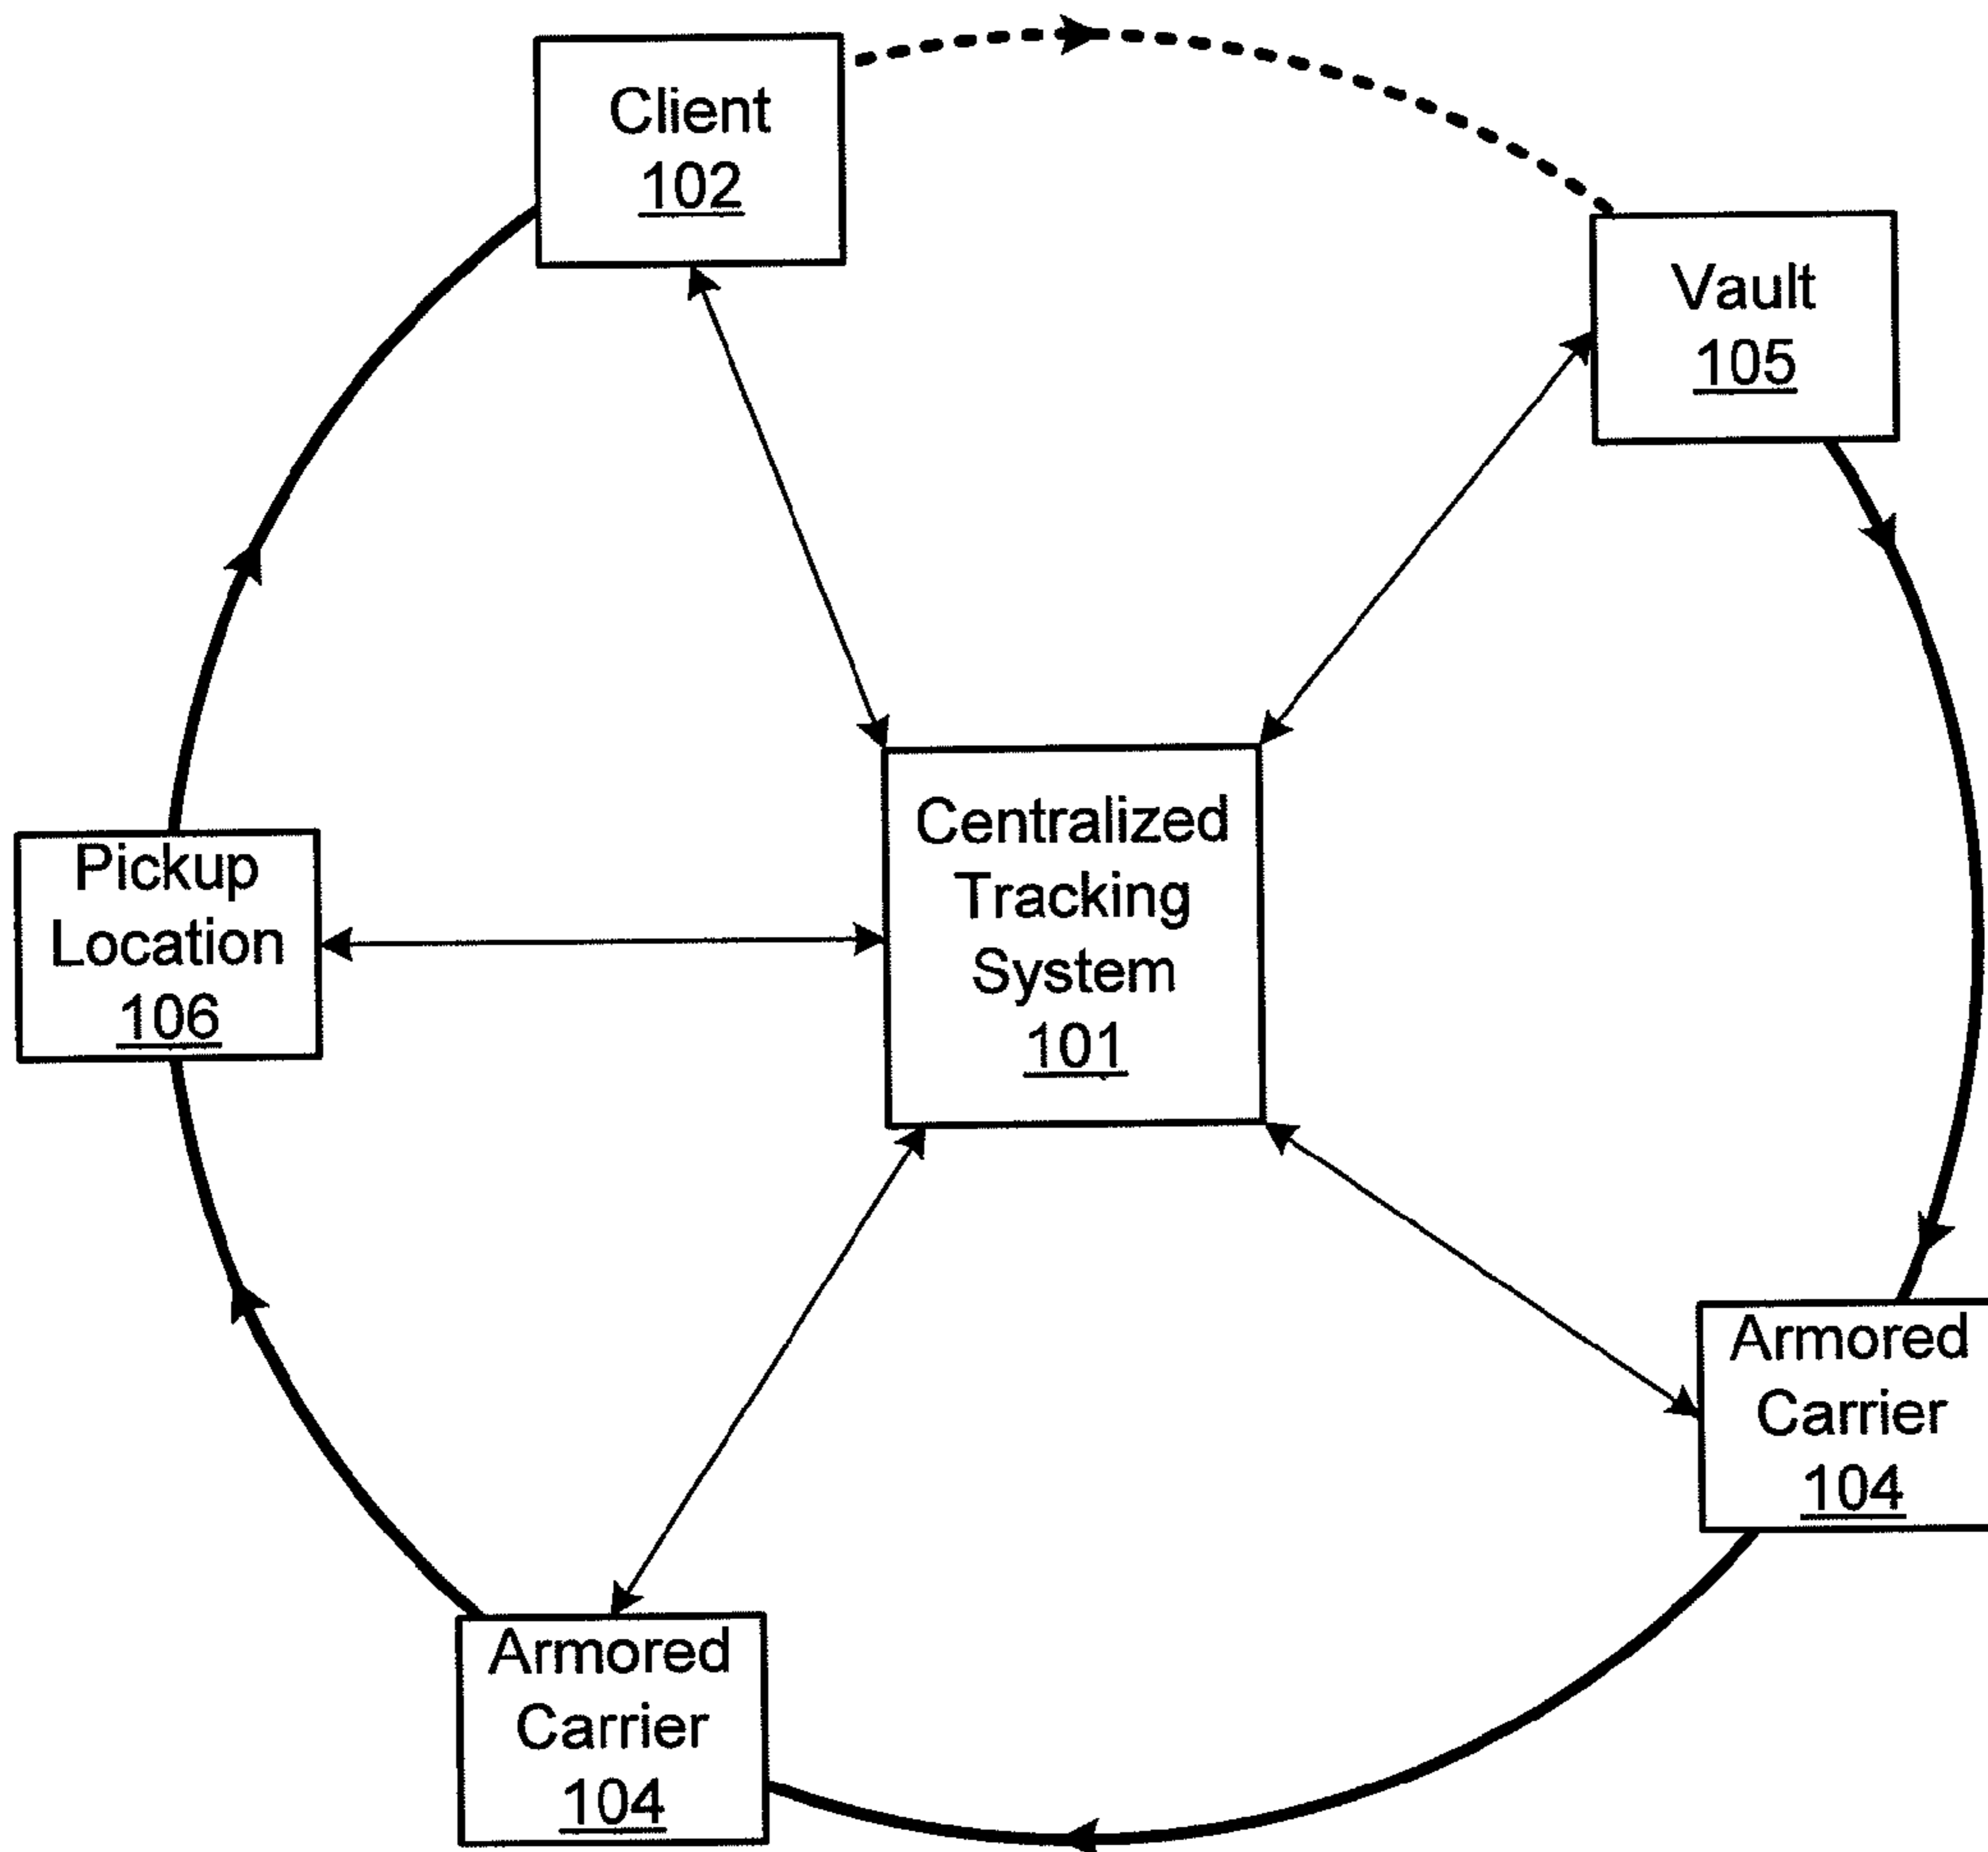 Client
102
Vault
105
Centralized
Tracking
System
101
Pickup
Location
106
Armored
Carrier
104
Armored
Carrier
104